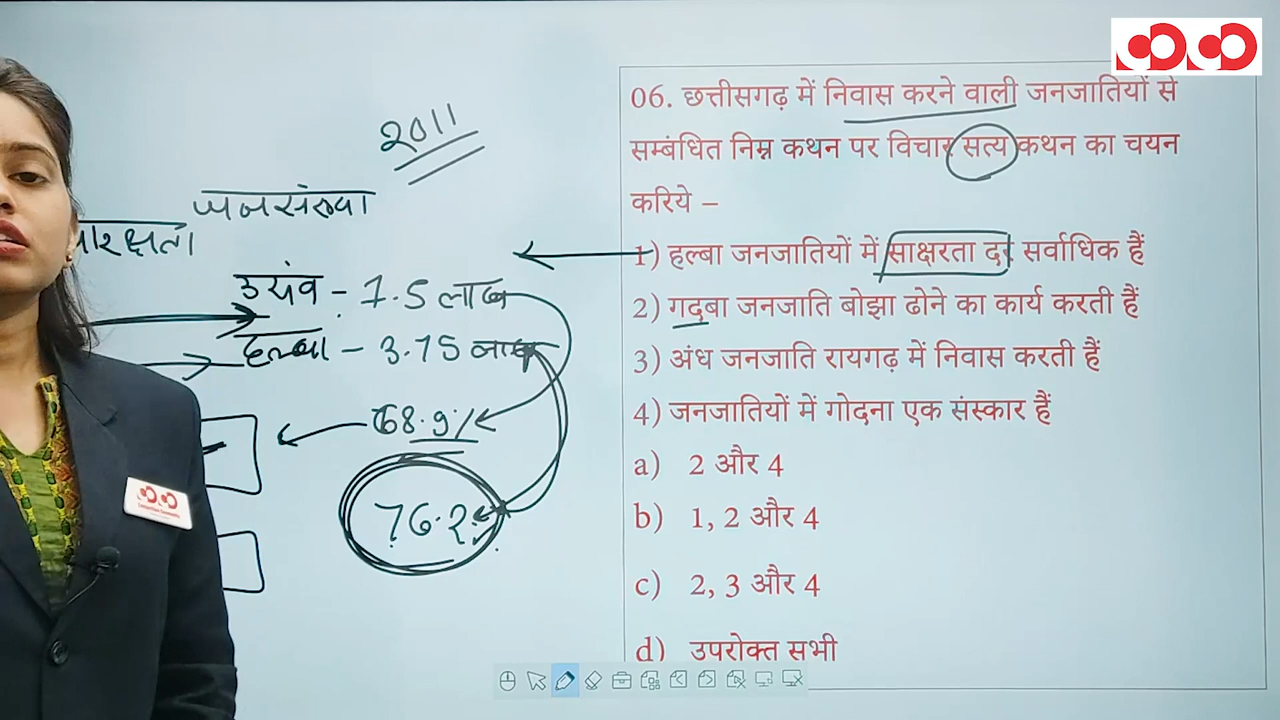 06. छत्तीसगढ़ में निवास करने वाली जनजातियों से
सम्बंधित निम्न कथन पर विचार सत्य कथन का चयन
करिये –
1) हल्बा जनजातियों में साक्षरता दर सर्वाधिक हैं
2) गदबा जनजाति बोझा ढोने का कार्य करती हैं
3) अंध जनजाति रायगढ़ में निवास करती हैं
4) जनजातियों में गोदना एक संस्कार हैं
a) 2 और 4
b) 1, 2 और 4
c) 2, 3 और 4
d) उपरोक्त सभी
2011
जनसंख्या
उरांव - 1.5 लाख
हल्बा - 3.75 लाख
68.9%
76.2